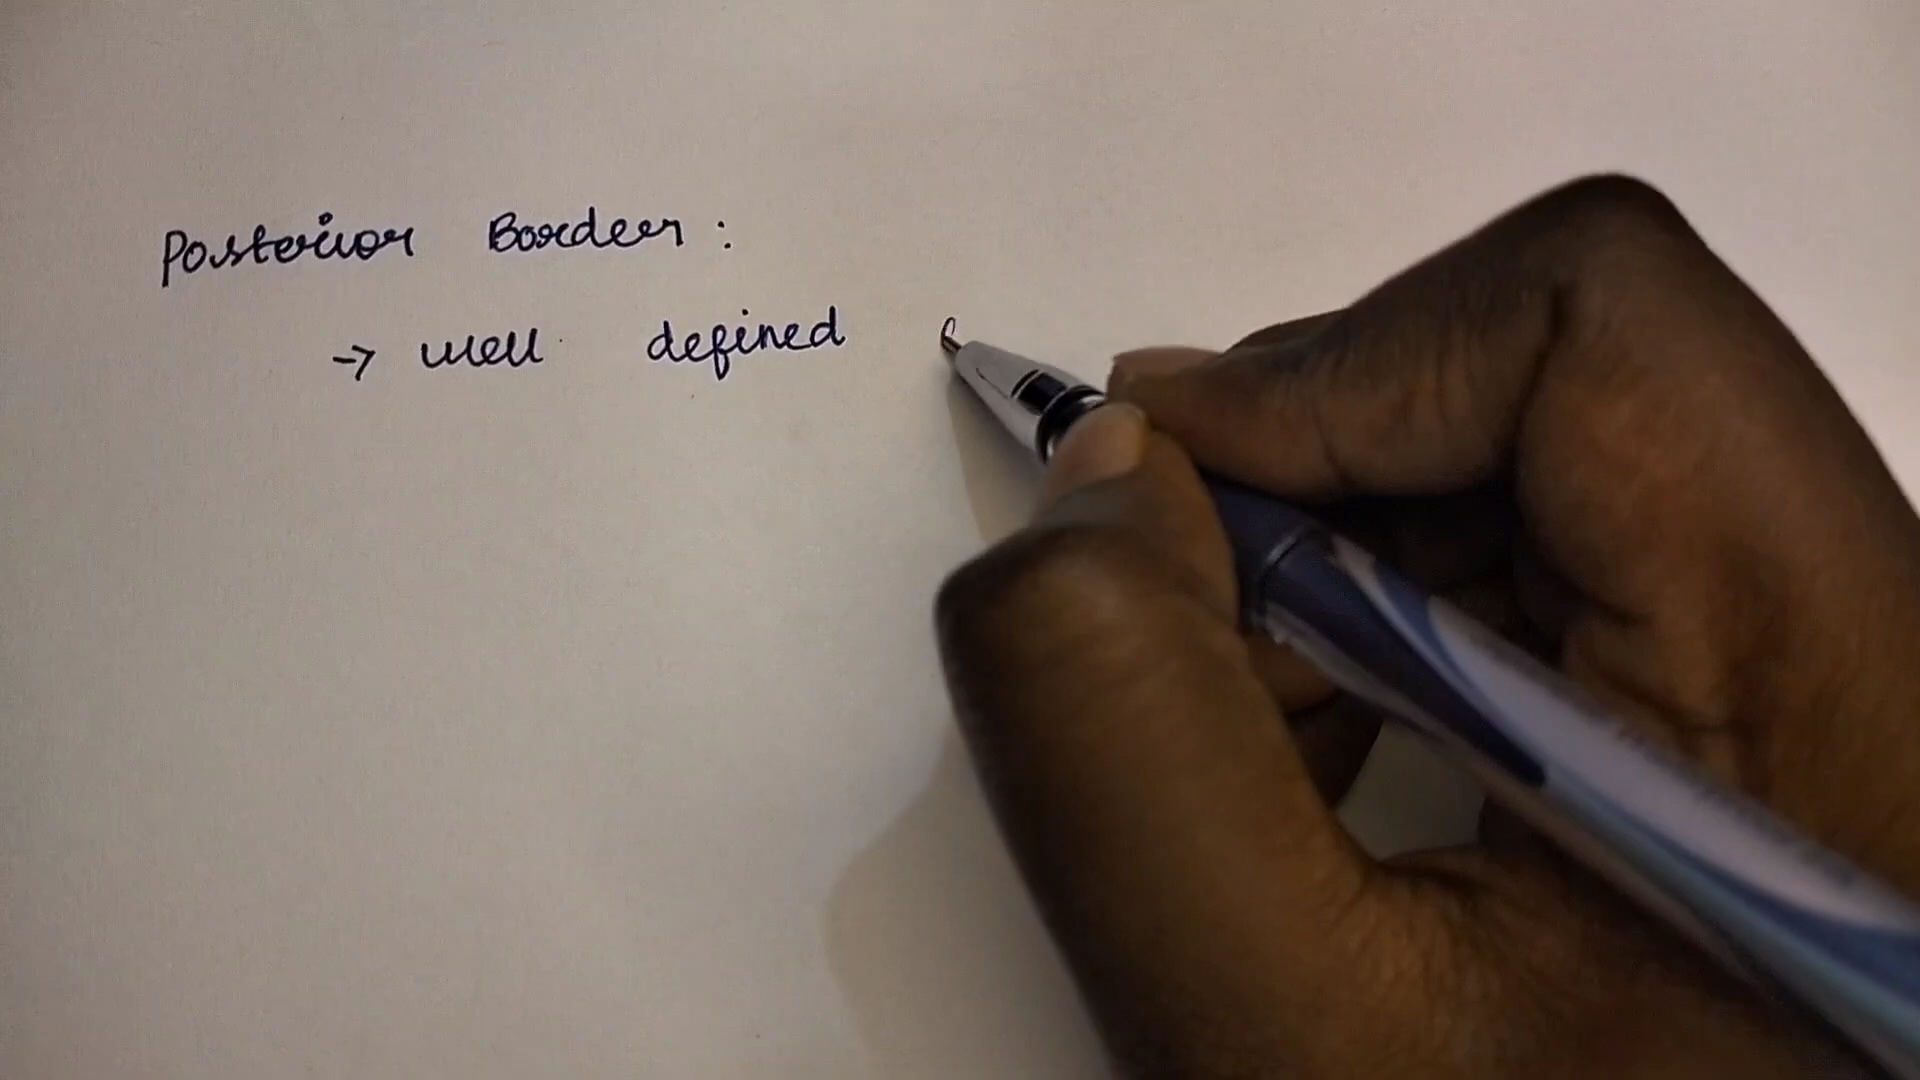 Posterior Border :
→ well defined